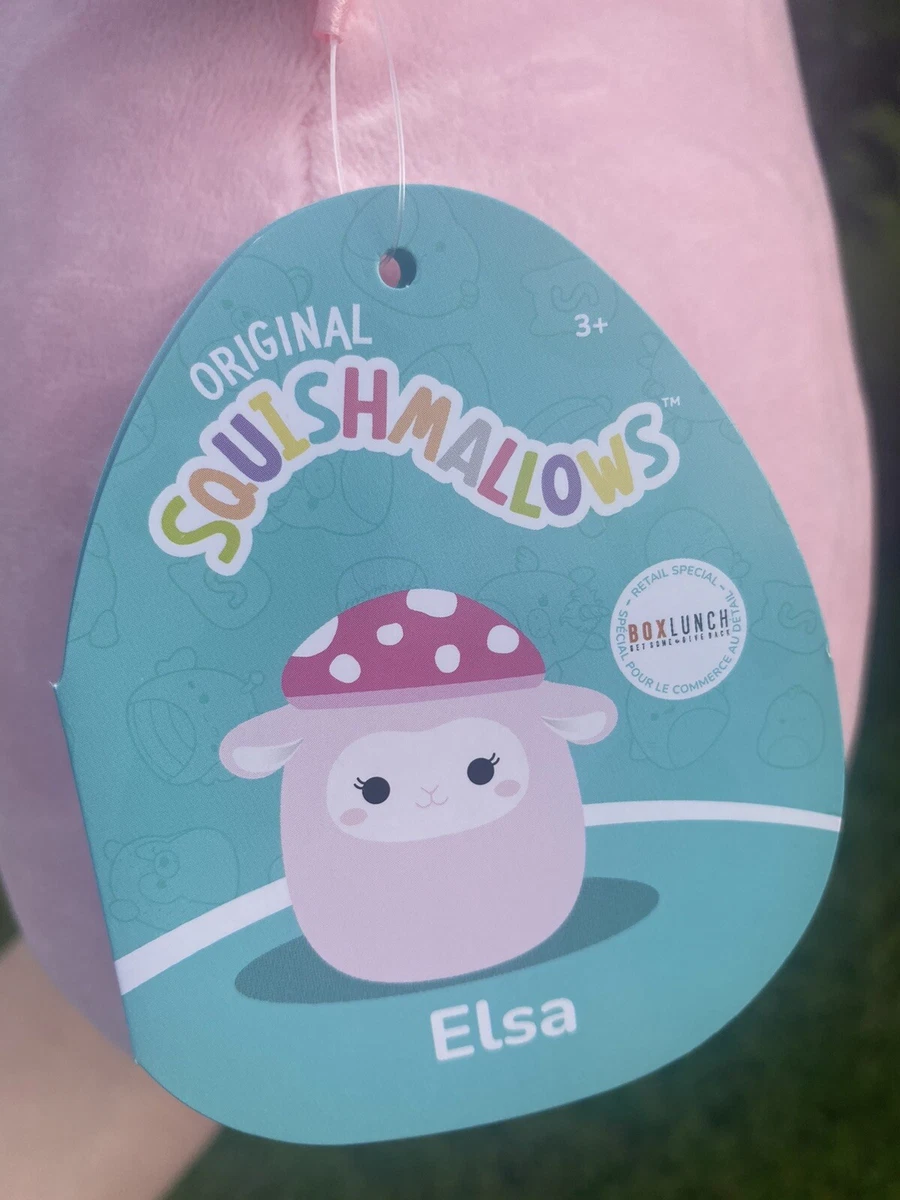 ORIGINAL
3+
SQUISHMALLOWS™
- RETAIL SPECIAL -
BOXLUNCH
GET SOME GIVE BACK
SPÉCIAL POUR LE COMMERCE AU DÉTAIL
Elsa